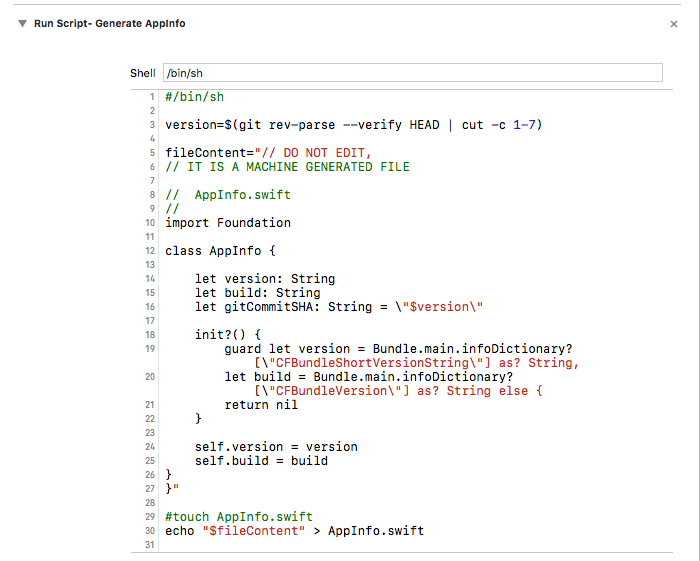 ▼ Run Script- Generate AppInfo ×
Shell /bin/sh
1 #/bin/sh
2
3 version=$(git rev-parse --verify HEAD | cut -c 1-7)
4
5 fileContent="// DO NOT EDIT,
6 // IT IS A MACHINE GENERATED FILE
7
8 //  AppInfo.swift
9 //
10 import Foundation
11
12 class AppInfo {
13
14     let version: String
15     let build: String
16     let gitCommitSHA: String = \"$version\"
17
18     init?() {
19         guard let version = Bundle.main.infoDictionary?
            [\"CFBundleShortVersionString\"] as? String,
20         let build = Bundle.main.infoDictionary?
            [\"CFBundleVersion\"] as? String else {
21         return nil
22     }
23
24     self.version = version
25     self.build = build
26 }
27 }"
28
29 #touch AppInfo.swift
30 echo "$fileContent" > AppInfo.swift
31